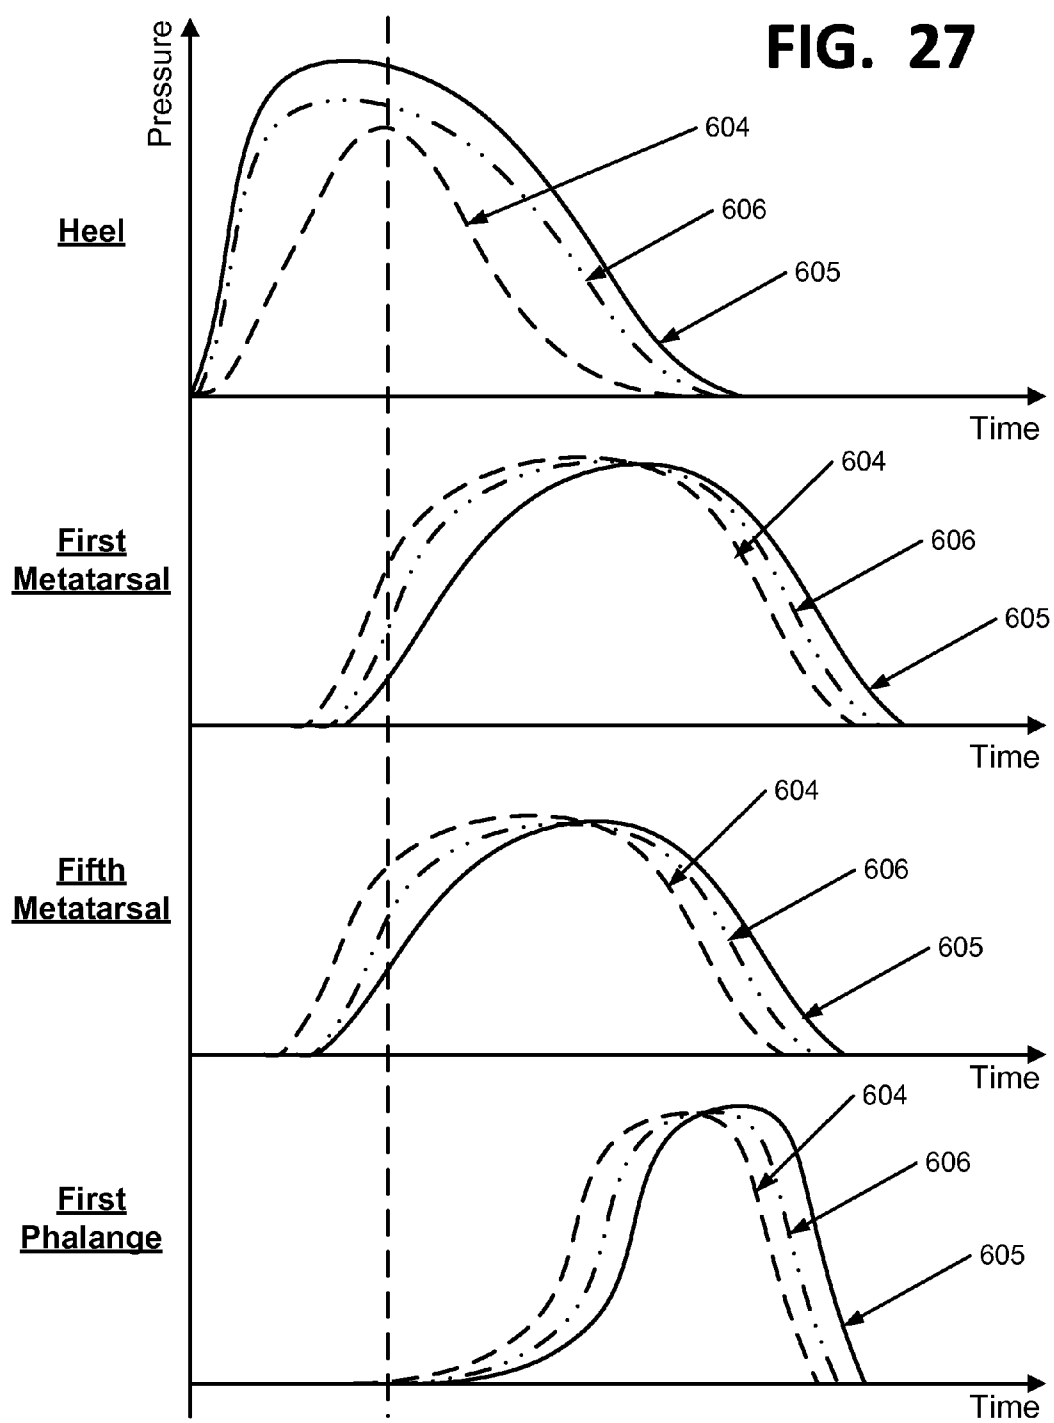 FIG. 27
Pressure
604
606
Heel
605
Time
604
First
Metatarsal
606
605
Time
604
Fifth
Metatarsal
606
605
Time
604
606
First
Phalange
605
Time